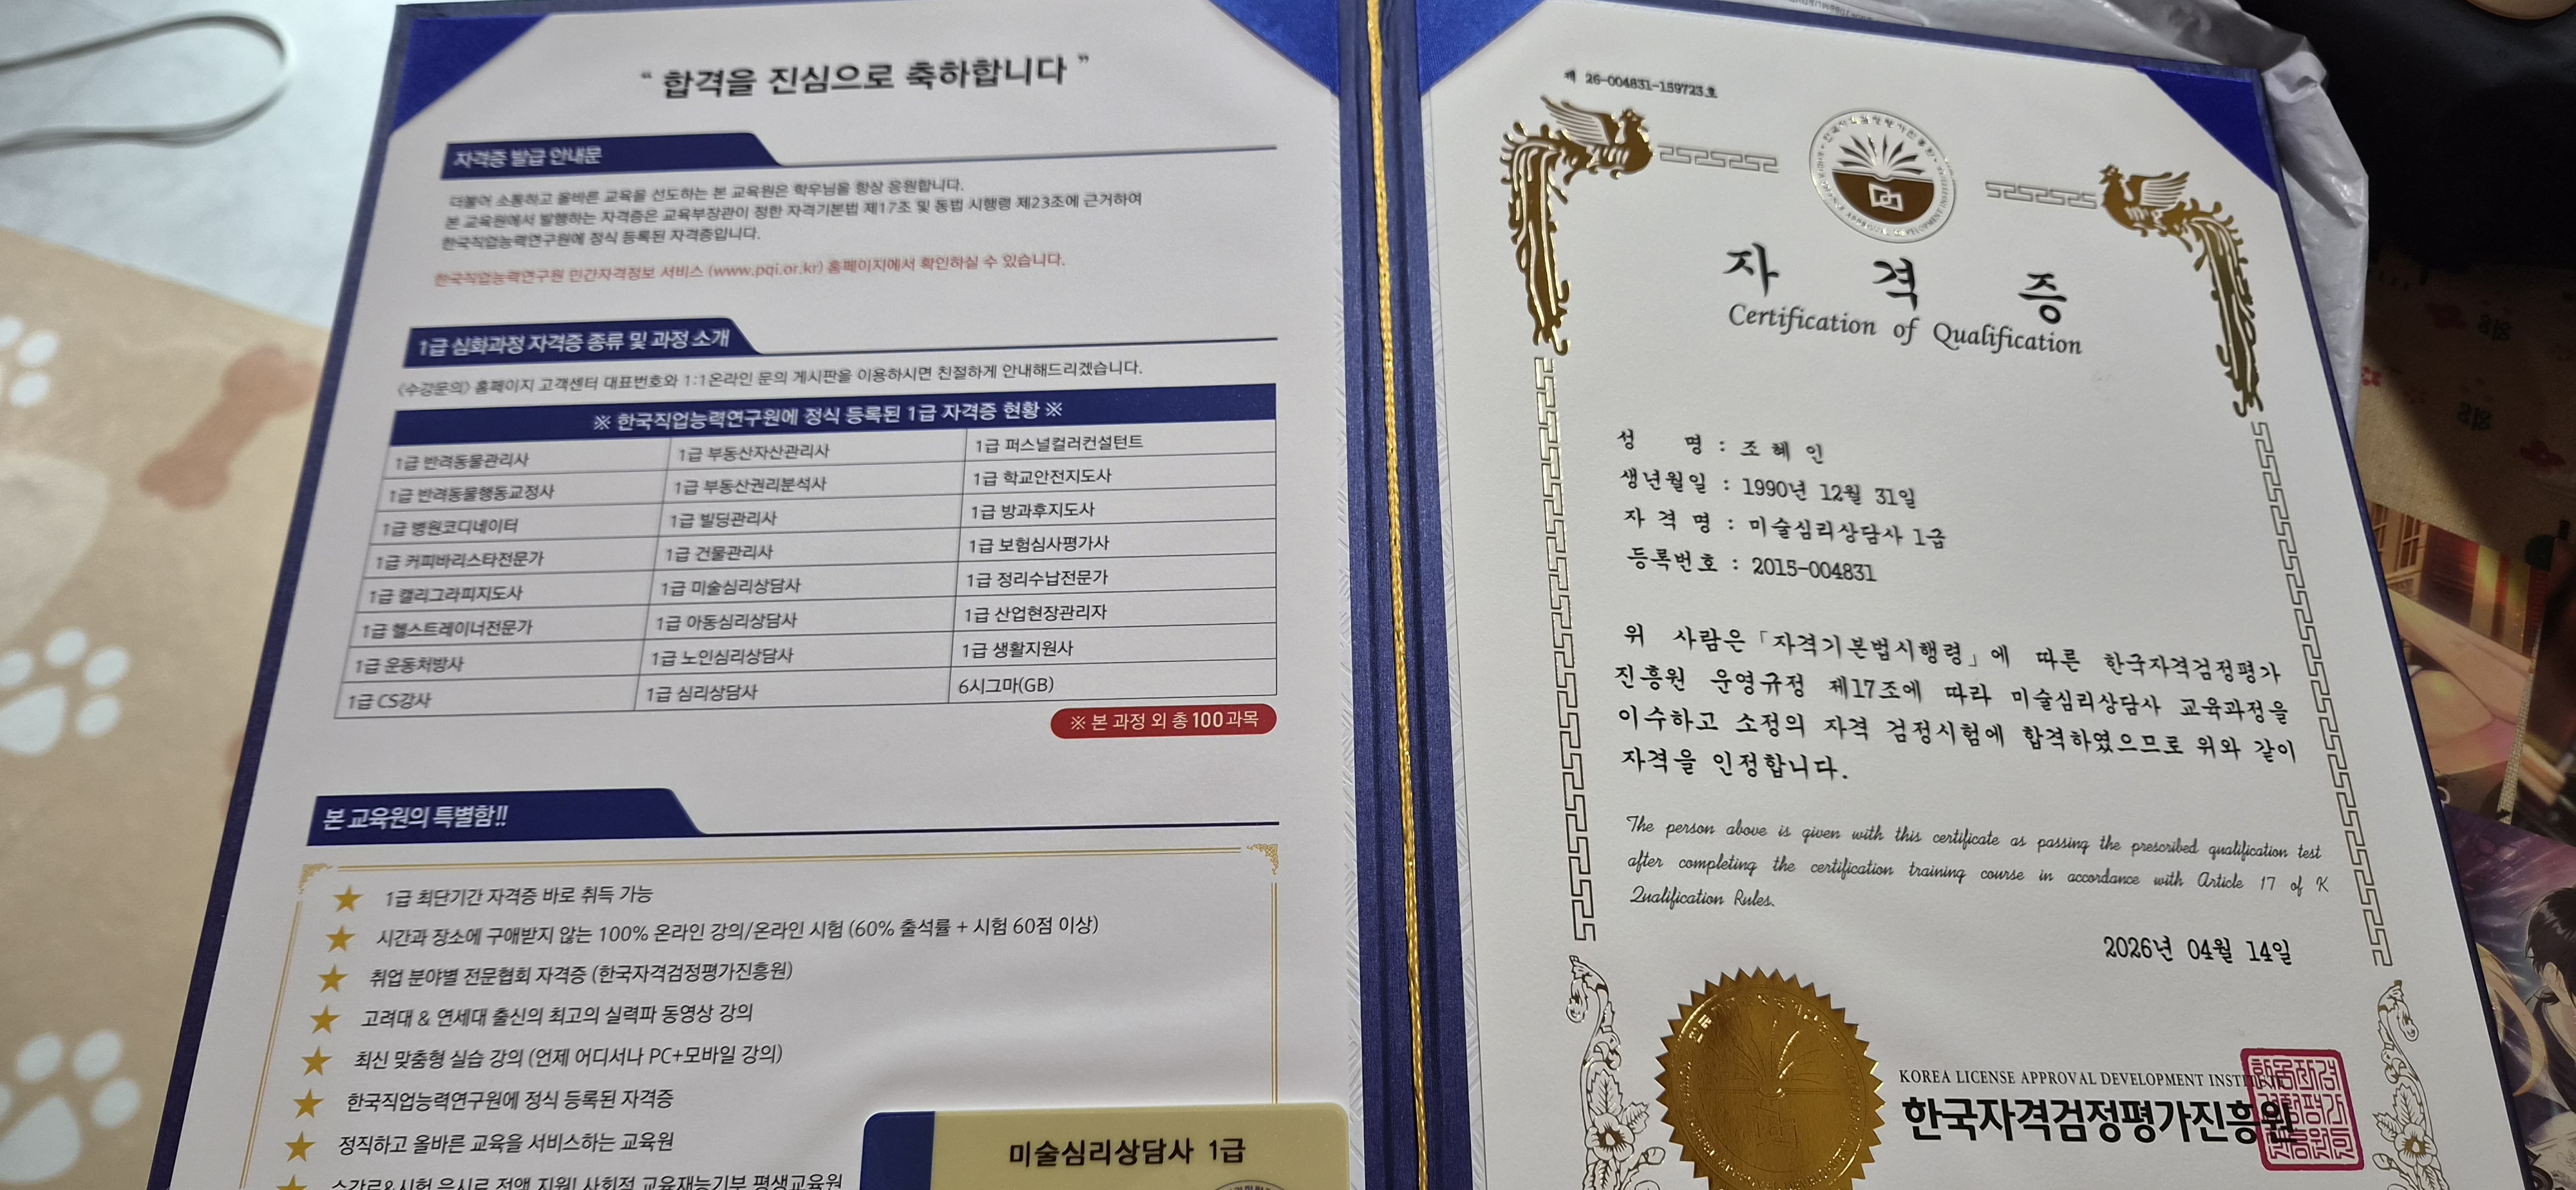 “ 합격을 진심으로 축하합니다 ”
자격증 발급 안내문
더불어 소통하고 올바른 교육을 선도하는 본 교육원은 학우님을 항상 응원합니다.
본 교육원에서 발행하는 자격증은 교육부장관이 정한 자격기본법 제17조 및 동법 시행령 제23조에 근거하여
한국직업능력연구원에 정식 등록된 자격증입니다.
한국직업능력연구원 민간자격정보 서비스 (www.pqi.or.kr) 홈페이지에서 확인하실 수 있습니다.
1급 심화과정 자격증 종류 및 과정 소개
<수강문의> 홈페이지 고객센터 대표번호와 1:1온라인 문의 게시판을 이용하시면 친절하게 안내해드리겠습니다.
※ 한국직업능력연구원에 정식 등록된 1급 자격증 현황 ※
1급 반려동물관리사 1급 부동산자산관리사 1급 퍼스널컬러컨설턴트
1급 반려동물행동교정사 1급 부동산권리분석사 1급 학교안전지도사
1급 병원코디네이터 1급 빌딩관리사 1급 방과후지도사
1급 커피바리스타전문가 1급 건물관리사 1급 보험심사평가사
1급 캘리그라피지도사 1급 미술심리상담사 1급 정리수납전문가
1급 헬스트레이너전문가 1급 아동심리상담사 1급 산업현장관리자
1급 운동처방사 1급 노인심리상담사 1급 생활지원사
1급 CS강사 1급 심리상담사 6시그마(GB)
※ 본 과정 외 총 100과목
본 교육원의 특별함!!
1급 최단기간 자격증 바로 취득 가능
시간과 장소에 구애받지 않는 100% 온라인 강의/온라인 시험 (60% 출석률 + 시험 60점 이상)
취업 분야별 전문협회 자격증 (한국자격검정평가진흥원)
고려대 & 연세대 출신의 최고의 실력파 동영상 강의
최신 맞춤형 실습 강의 (언제 어디서나 PC+모바일 강의)
한국직업능력연구원에 정식 등록된 자격증
정직하고 올바른 교육을 서비스하는 교육원
수강료&시험 응시료 전액 지원! 사회적 교육재능기부 평생교육원
미술심리상담사 1급
제 26-004831-159723호
자 격 증
Certification of Qualification
성 명 : 조 혜 인
생년월일 : 1990년 12월 31일
자 격 명 : 미술심리상담사 1급
등록번호 : 2015-004831
위 사람은 「자격기본법시행령」에 따른 한국자격검정평가
진흥원 운영규정 제17조에 따라 미술심리상담사 교육과정을
이수하고 소정의 자격 검정시험에 합격하였으므로 위와 같이
자격을 인정합니다.
The person above is given with this certificate as passing the prescribed qualification test
after completing the certification training course in accordance with Article 17 of K
Qualification Rules.
2026년 04월 14일
KOREA LICENSE APPROVAL DEVELOPMENT INSTITUTE
한국자격검정평가진흥원